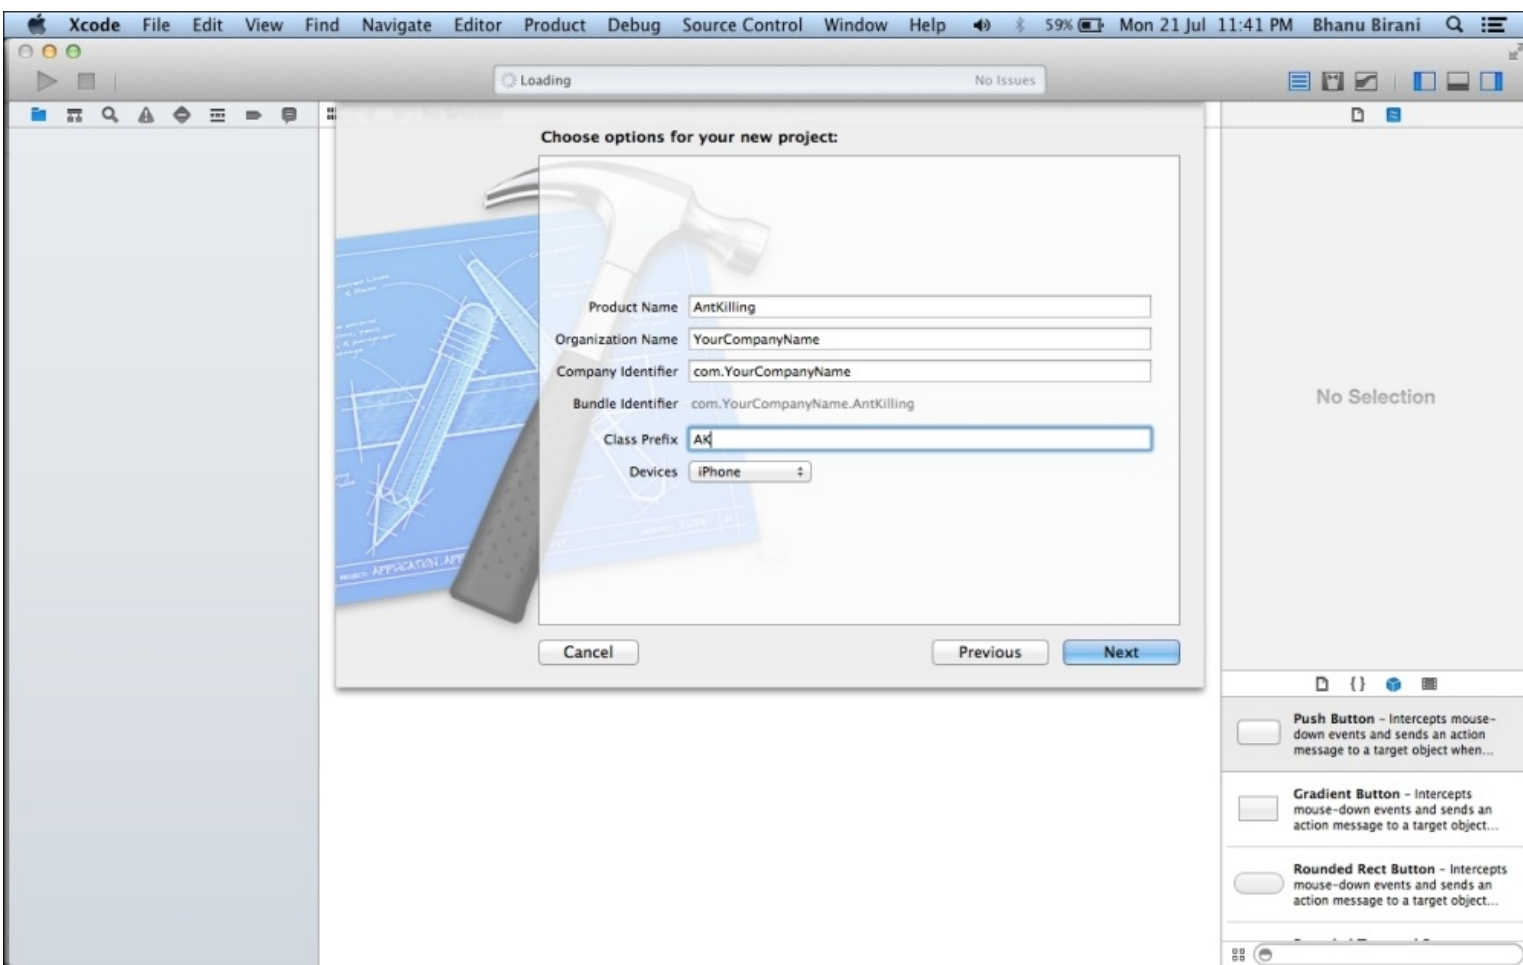 Xcode File Edit View Find Navigate Editor Product Debug Source Control Window Help 59% Mon 21 Jul 11:41 PM Bhanu Birani
Loading No Issues
No Selection
Choose options for your new project:
Product Name AntKilling
Organization Name YourCompanyName
Company Identifier com.YourCompanyName
Bundle Identifier com.YourCompanyName.AntKilling
Class Prefix AK
Devices iPhone
PROJECT: APPLICATION.APP
Cancel Previous Next
No Selection
{}
Push Button - Intercepts mouse-
down events and sends an action
message to a target object when...
Gradient Button - Intercepts
mouse-down events and sends an
action message to a target object...
Rounded Rect Button - Intercepts
mouse-down events and sends an
action message to a target object...